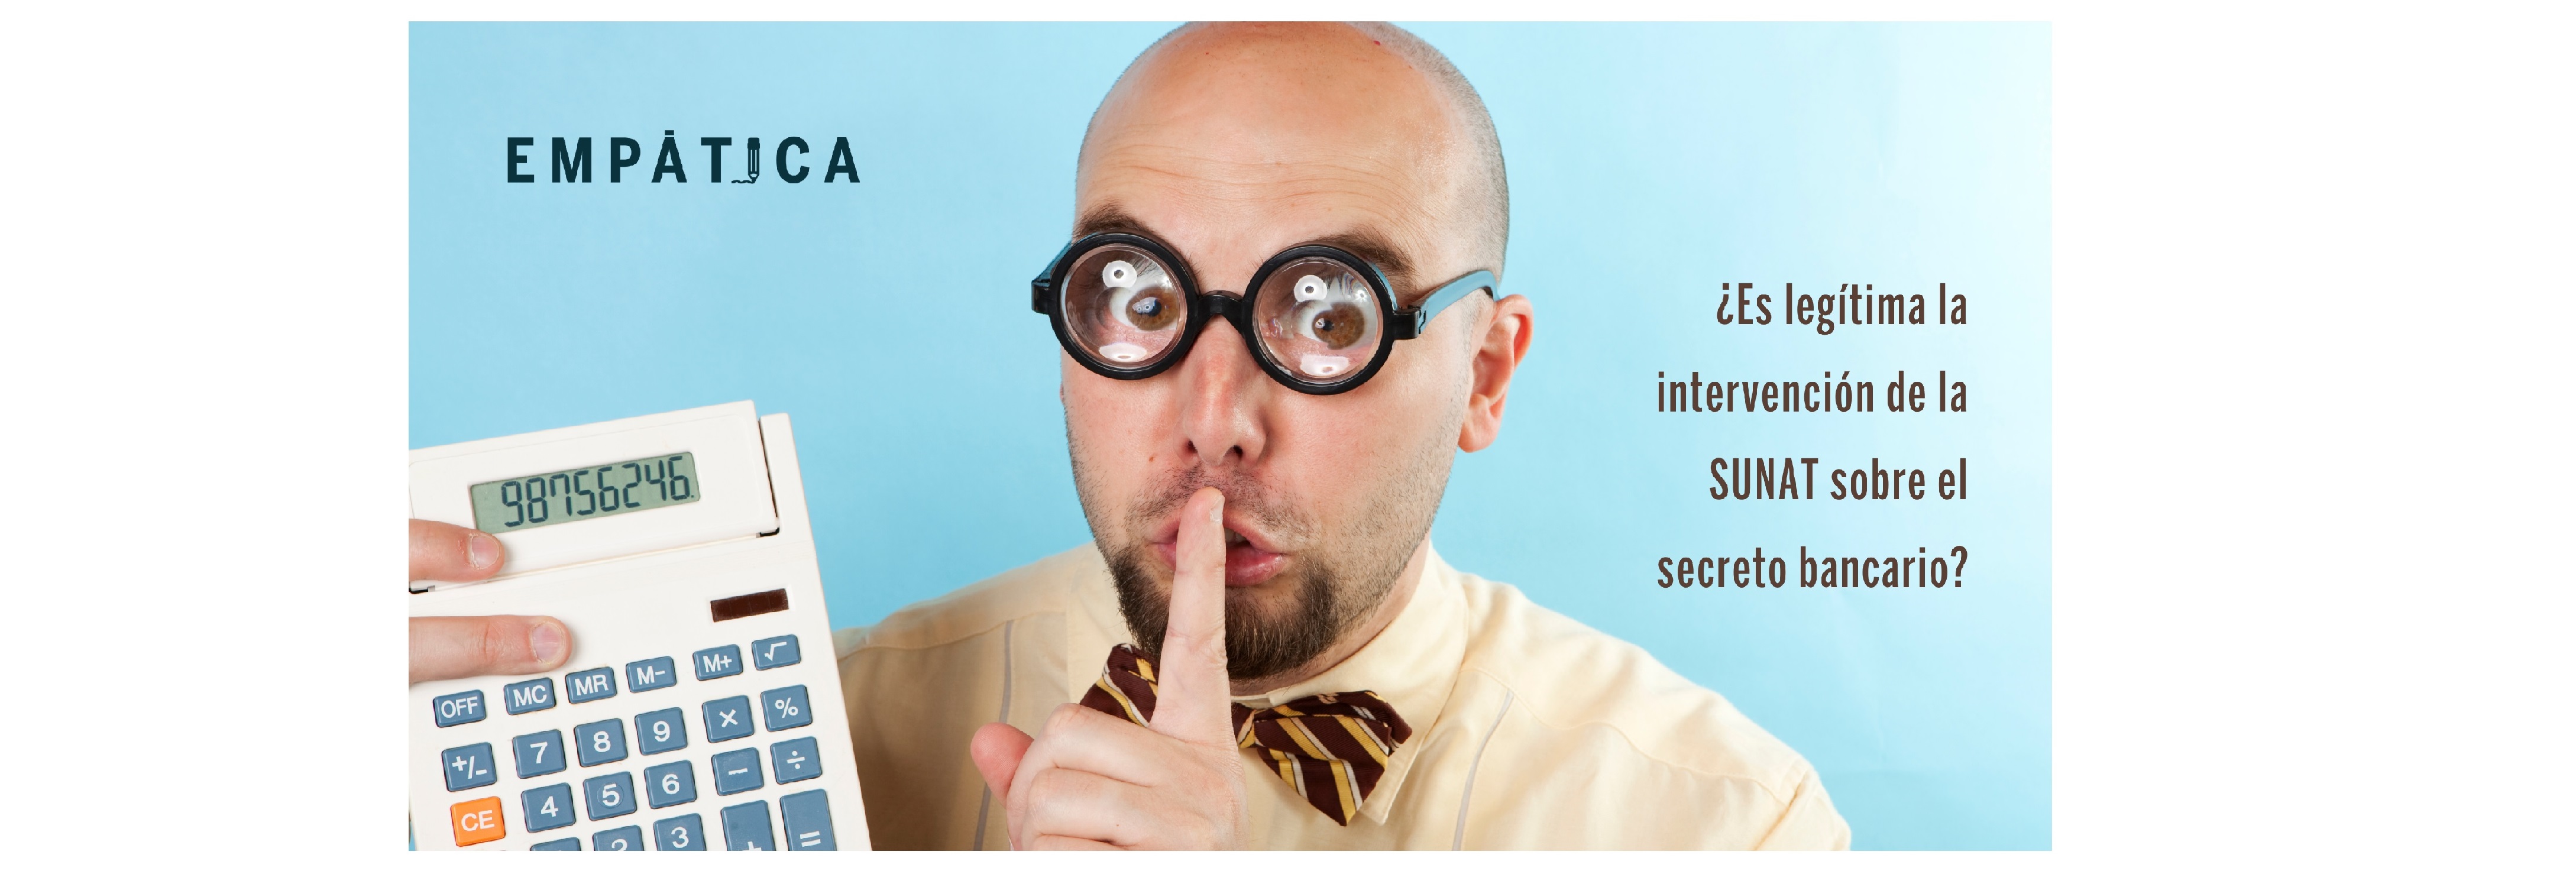 EMPÁTICA
¿Es legítima la
intervención de la
SUNAT sobre el
secreto bancario?
98756246.
OFF MC MR M- M+ √
+/- 7 8 9 × %
CE 4 5 6 − ÷
2 3 + =